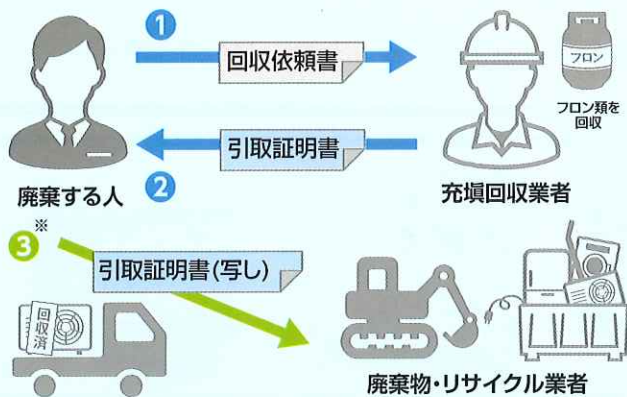 1
回収依頼書
フロン
フロン類を
回収
引取証明書
2
廃棄する人
充塡回収業者
※
3
引取証明書(写し)
回収済
廃棄物・リサイクル業者